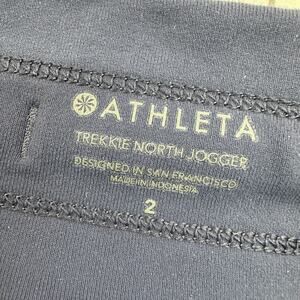 ATHLETA
TREKKIE NORTH JOGGER
DESIGNED IN SAN FRANCISCO
MADE IN INDONESIA
2